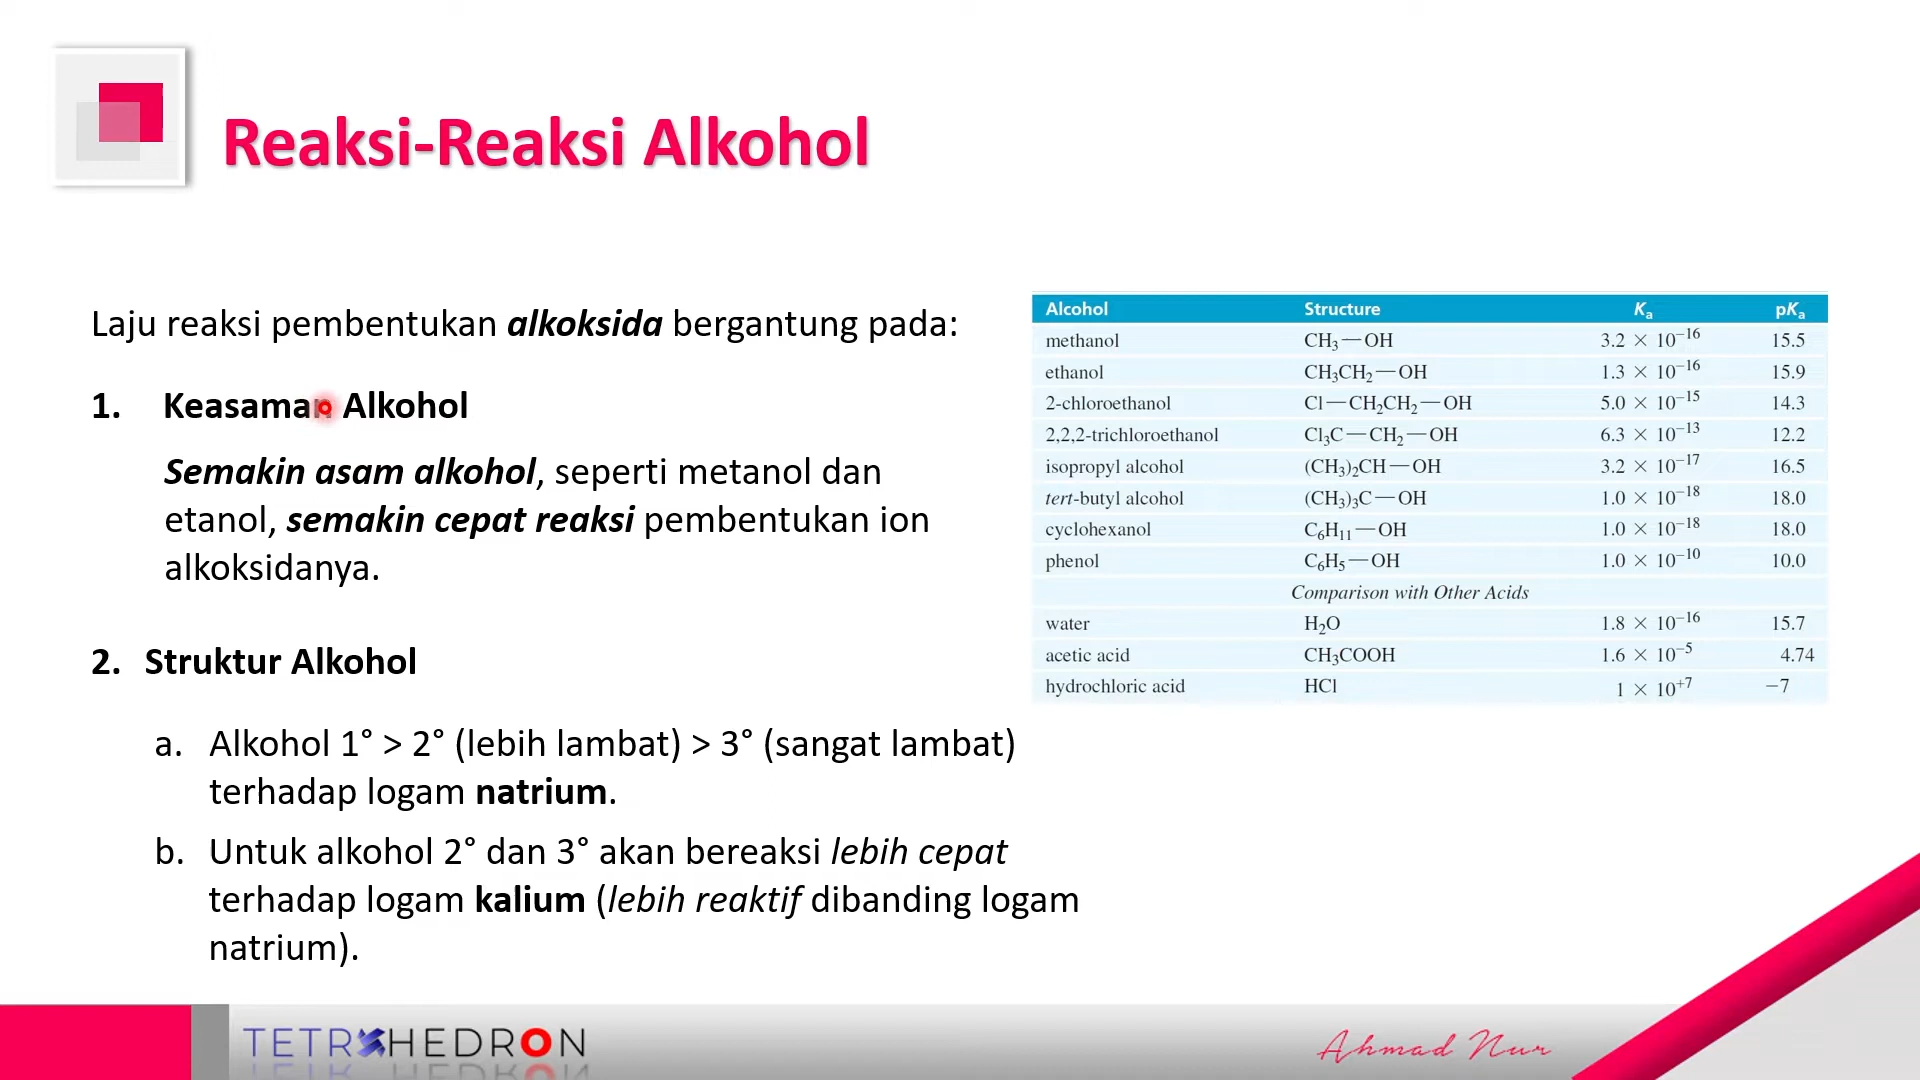 Reaksi-Reaksi Alkohol
Laju reaksi pembentukan alkoksida bergantung pada:
1. Keasaman Alkohol
Semakin asam alkohol, seperti metanol dan
etanol, semakin cepat reaksi pembentukan ion
alkoksidanya.
2. Struktur Alkohol
a. Alkohol 1° > 2° (lebih lambat) > 3° (sangat lambat)
terhadap logam natrium.
b. Untuk alkohol 2° dan 3° akan bereaksi lebih cepat
terhadap logam kalium (lebih reaktif dibanding logam
natrium).
Alcohol Structure Kₐ pKₐ
methanol CH₃—OH 3.2 × 10⁻¹⁶ 15.5
ethanol CH₃CH₂—OH 1.3 × 10⁻¹⁶ 15.9
2-chloroethanol Cl—CH₂CH₂—OH 5.0 × 10⁻¹⁵ 14.3
2,2,2-trichloroethanol Cl₃C—CH₂—OH 6.3 × 10⁻¹³ 12.2
isopropyl alcohol (CH₃)₂CH—OH 3.2 × 10⁻¹⁷ 16.5
tert-butyl alcohol (CH₃)₃C—OH 1.0 × 10⁻¹⁸ 18.0
cyclohexanol C₆H₁₁—OH 1.0 × 10⁻¹⁸ 18.0
phenol C₆H₅—OH 1.0 × 10⁻¹⁰ 10.0
Comparison with Other Acids
water H₂O 1.8 × 10⁻¹⁶ 15.7
acetic acid CH₃COOH 1.6 × 10⁻⁵ 4.74
hydrochloric acid HCl 1 × 10⁺⁷ −7
TETRAHEDRON
Ahmad Nur